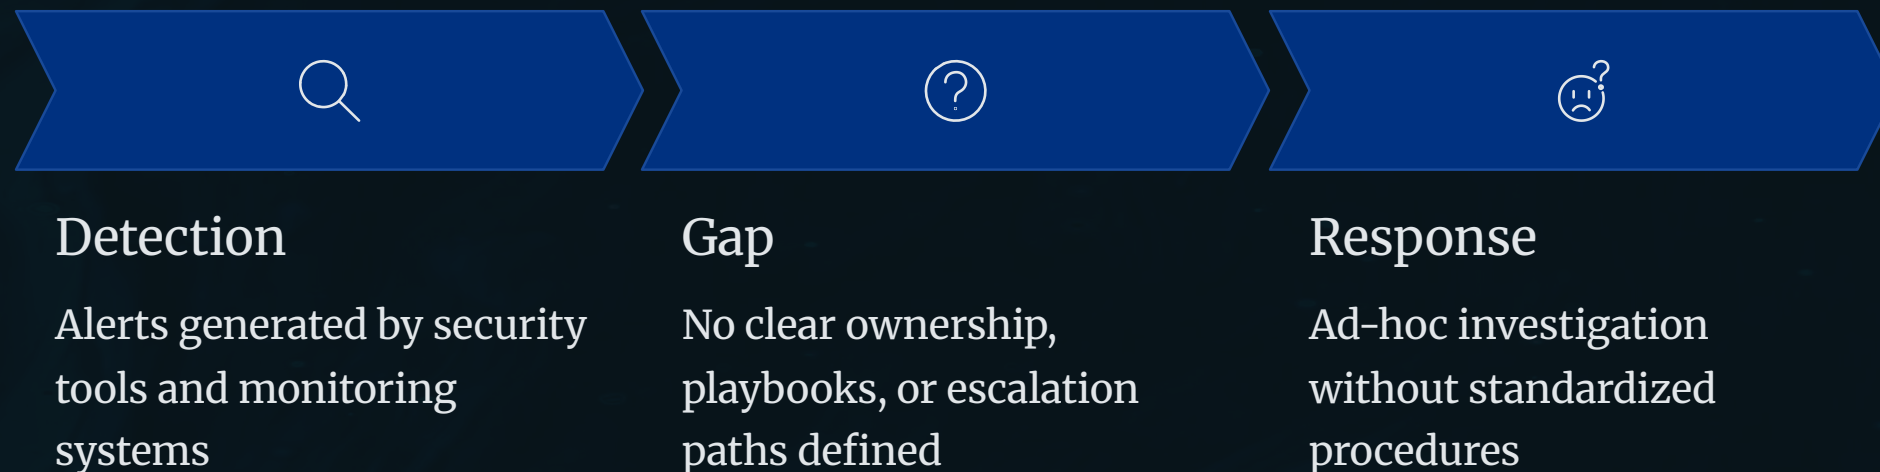 Detection
Alerts generated by security
tools and monitoring
systems
Gap
No clear ownership,
playbooks, or escalation
paths defined
Response
Ad-hoc investigation
without standardized
procedures